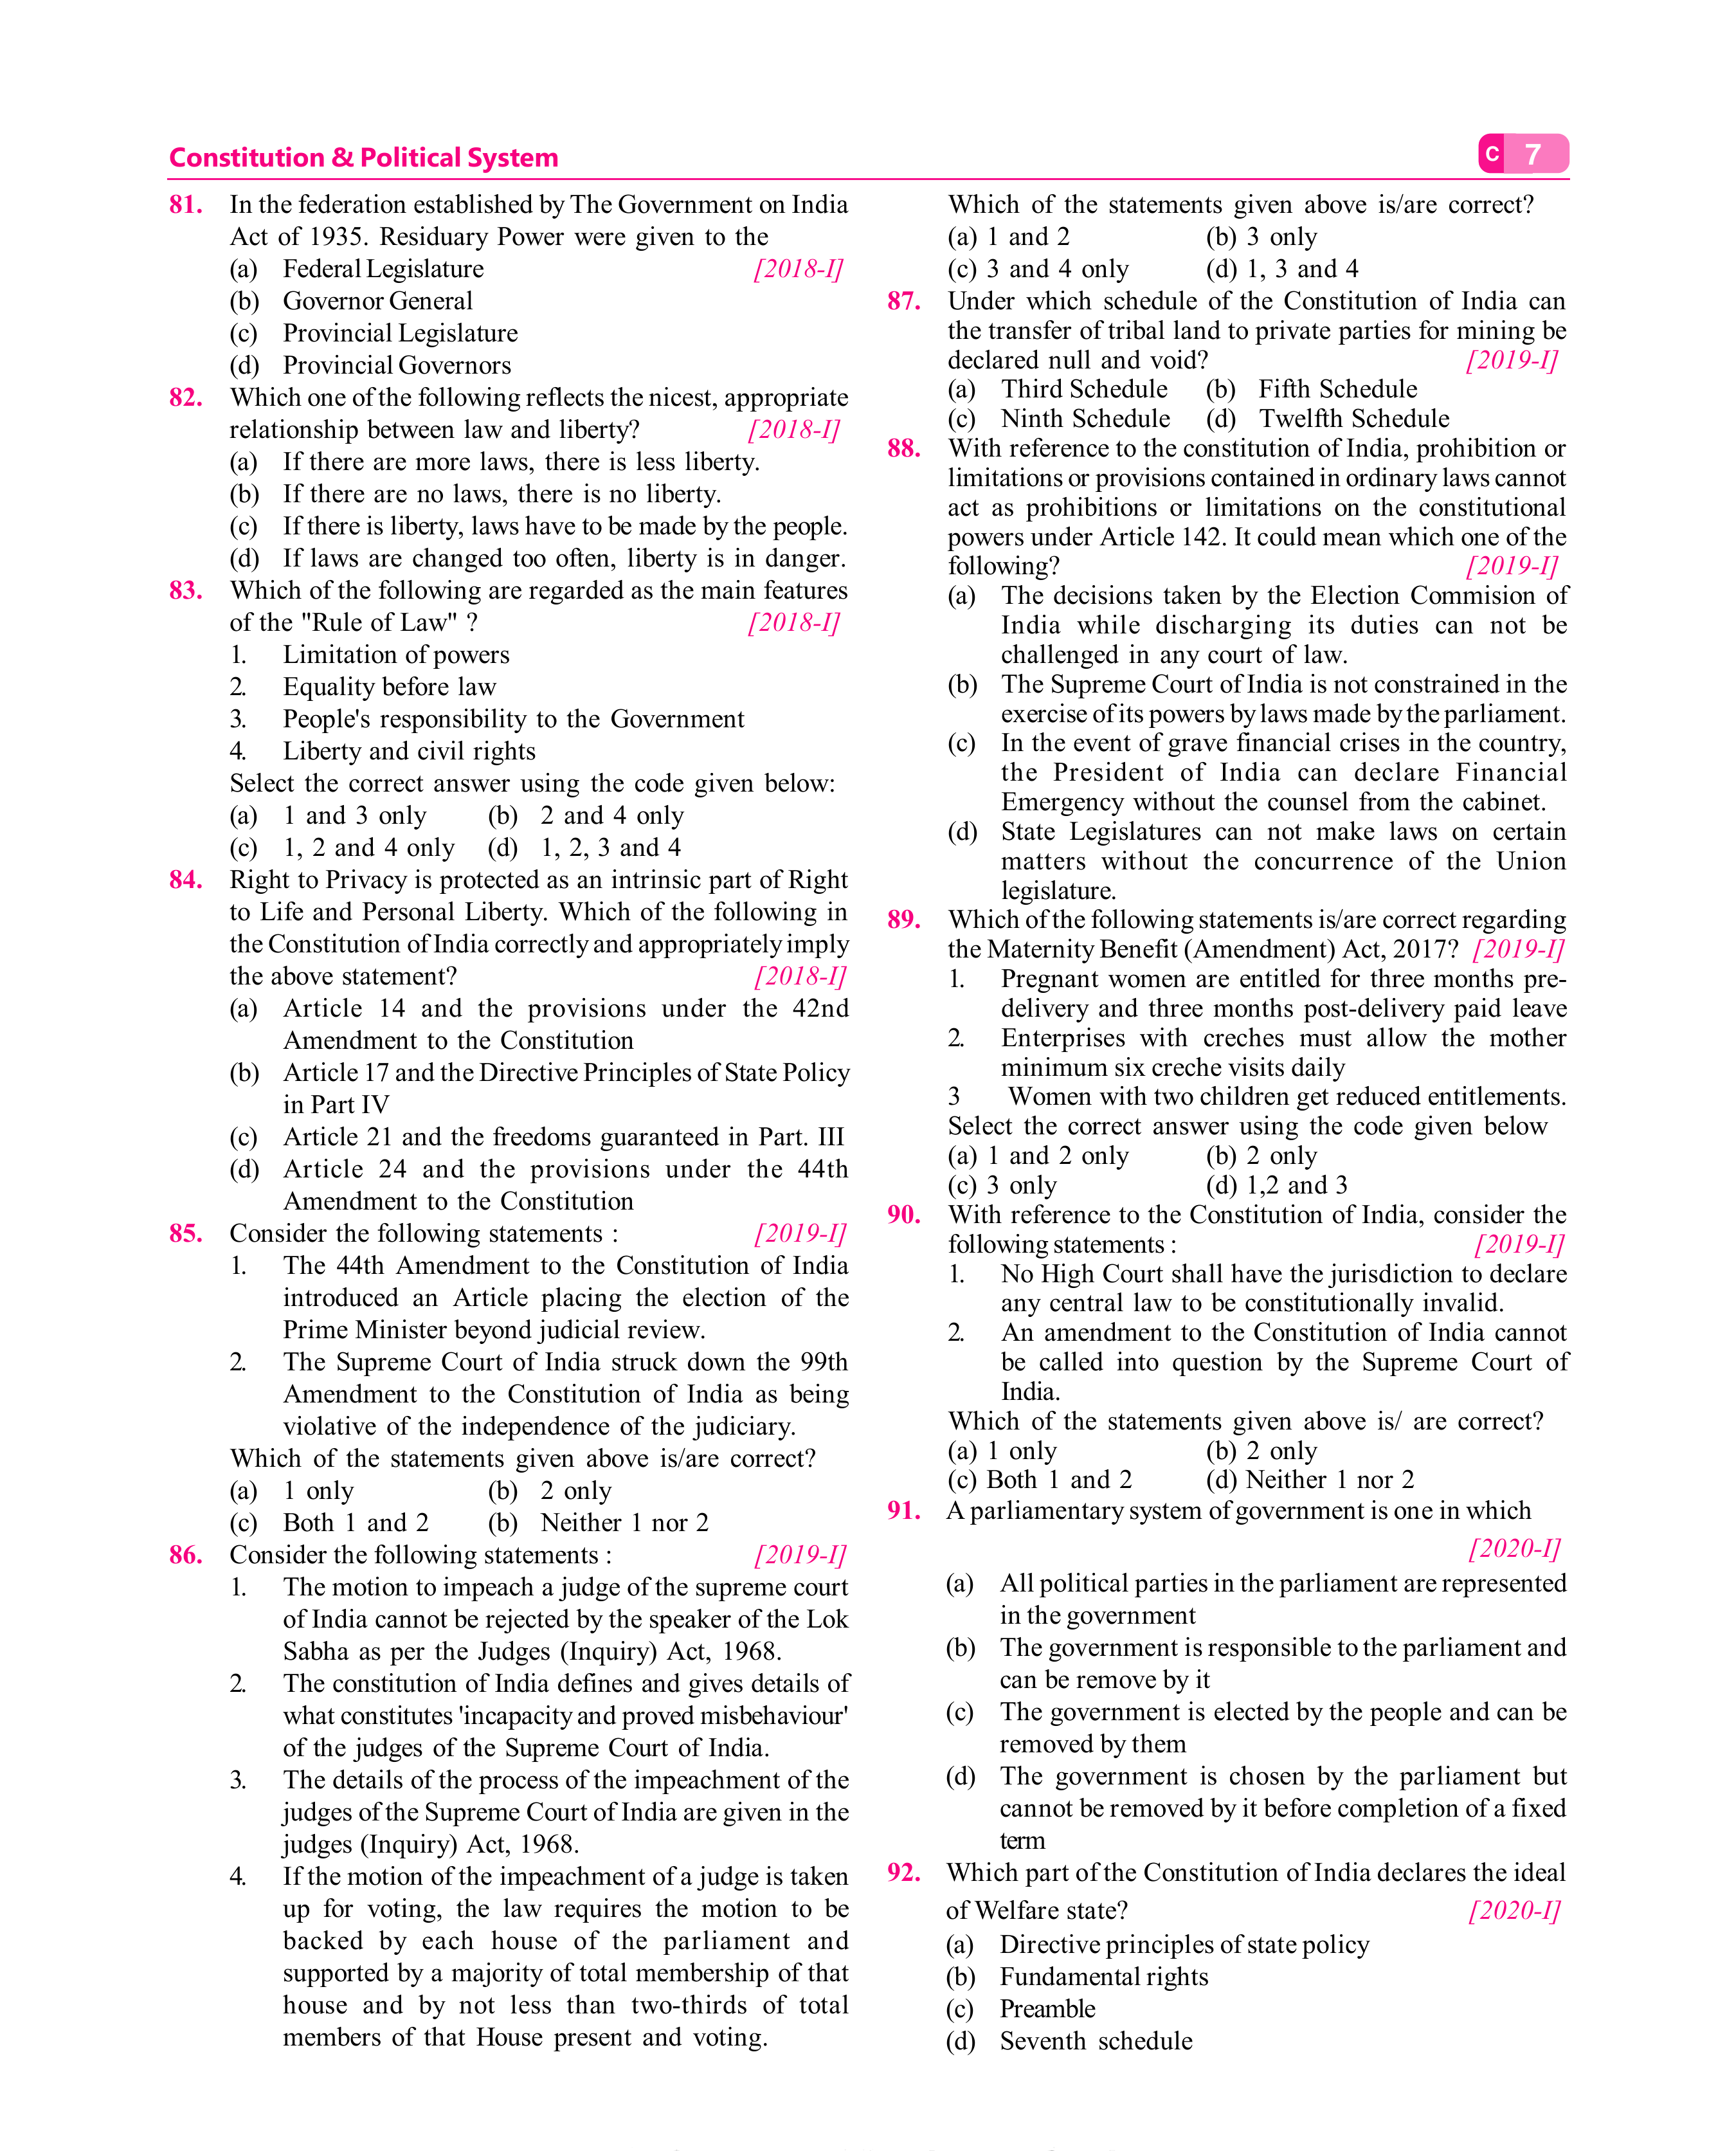 Constitution & Political System
C 7
81. In the federation established by The Government on India
Act of 1935. Residuary Power were given to the
(a) Federal Legislature [2018-I]
(b) Governor General
(c) Provincial Legislature
(d) Provincial Governors
82. Which one of the following reflects the nicest, appropriate
relationship between law and liberty? [2018-I]
(a) If there are more laws, there is less liberty.
(b) If there are no laws, there is no liberty.
(c) If there is liberty, laws have to be made by the people.
(d) If laws are changed too often, liberty is in danger.
83. Which of the following are regarded as the main features
of the "Rule of Law" ? [2018-I]
1. Limitation of powers
2. Equality before law
3. People's responsibility to the Government
4. Liberty and civil rights
Select the correct answer using the code given below:
(a) 1 and 3 only (b) 2 and 4 only
(c) 1, 2 and 4 only (d) 1, 2, 3 and 4
84. Right to Privacy is protected as an intrinsic part of Right
to Life and Personal Liberty. Which of the following in
the Constitution of India correctly and appropriately imply
the above statement? [2018-I]
(a) Article 14 and the provisions under the 42nd
Amendment to the Constitution
(b) Article 17 and the Directive Principles of State Policy
in Part IV
(c) Article 21 and the freedoms guaranteed in Part. III
(d) Article 24 and the provisions under the 44th
Amendment to the Constitution
85. Consider the following statements : [2019-I]
1. The 44th Amendment to the Constitution of India
introduced an Article placing the election of the
Prime Minister beyond judicial review.
2. The Supreme Court of India struck down the 99th
Amendment to the Constitution of India as being
violative of the independence of the judiciary.
Which of the statements given above is/are correct?
(a) 1 only (b) 2 only
(c) Both 1 and 2 (b) Neither 1 nor 2
86. Consider the following statements : [2019-I]
1. The motion to impeach a judge of the supreme court
of India cannot be rejected by the speaker of the Lok
Sabha as per the Judges (Inquiry) Act, 1968.
2. The constitution of India defines and gives details of
what constitutes 'incapacity and proved misbehaviour'
of the judges of the Supreme Court of India.
3. The details of the process of the impeachment of the
judges of the Supreme Court of India are given in the
judges (Inquiry) Act, 1968.
4. If the motion of the impeachment of a judge is taken
up for voting, the law requires the motion to be
backed by each house of the parliament and
supported by a majority of total membership of that
house and by not less than two-thirds of total
members of that House present and voting.
Which of the statements given above is/are correct?
(a) 1 and 2 (b) 3 only
(c) 3 and 4 only (d) 1, 3 and 4
87. Under which schedule of the Constitution of India can
the transfer of tribal land to private parties for mining be
declared null and void? [2019-I]
(a) Third Schedule (b) Fifth Schedule
(c) Ninth Schedule (d) Twelfth Schedule
88. With reference to the constitution of India, prohibition or
limitations or provisions contained in ordinary laws cannot
act as prohibitions or limitations on the constitutional
powers under Article 142. It could mean which one of the
following? [2019-I]
(a) The decisions taken by the Election Commision of
India while discharging its duties can not be
challenged in any court of law.
(b) The Supreme Court of India is not constrained in the
exercise of its powers by laws made by the parliament.
(c) In the event of grave financial crises in the country,
the President of India can declare Financial
Emergency without the counsel from the cabinet.
(d) State Legislatures can not make laws on certain
matters without the concurrence of the Union
legislature.
89. Which of the following statements is/are correct regarding
the Maternity Benefit (Amendment) Act, 2017? [2019-I]
1. Pregnant women are entitled for three months pre-
delivery and three months post-delivery paid leave
2. Enterprises with creches must allow the mother
minimum six creche visits daily
3 Women with two children get reduced entitlements.
Select the correct answer using the code given below
(a) 1 and 2 only (b) 2 only
(c) 3 only (d) 1,2 and 3
90. With reference to the Constitution of India, consider the
following statements : [2019-I]
1. No High Court shall have the jurisdiction to declare
any central law to be constitutionally invalid.
2. An amendment to the Constitution of India cannot
be called into question by the Supreme Court of
India.
Which of the statements given above is/ are correct?
(a) 1 only (b) 2 only
(c) Both 1 and 2 (d) Neither 1 nor 2
91. A parliamentary system of government is one in which
[2020-I]
(a) All political parties in the parliament are represented
in the government
(b) The government is responsible to the parliament and
can be remove by it
(c) The government is elected by the people and can be
removed by them
(d) The government is chosen by the parliament but
cannot be removed by it before completion of a fixed
term
92. Which part of the Constitution of India declares the ideal
of Welfare state? [2020-I]
(a) Directive principles of state policy
(b) Fundamental rights
(c) Preamble
(d) Seventh schedule